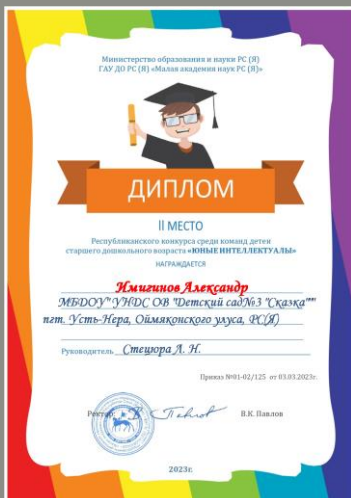 Министерство образования и науки РС (Я)
ГАУ ДО РС (Я) «Малая академия наук РС (Я)»
ДИПЛОМ
II МЕСТО
Республиканского конкурса среди команд детей
старшего дошкольного возраста «ЮНЫЕ ИНТЕЛЛЕКТУАЛЫ»
НАГРАЖДАЕТСЯ
Имигинов Александр
МБДОУ" УНДС ОВ "Детский сад№3 "Сказка""
пгт. Усть-Нера, Оймяконского улуса, РС(Я)
Руководитель Стецюра Л. Н.
Приказ №01-02/125 от 03.03.2023г.
Ректор В.К. Павлов
2023г.